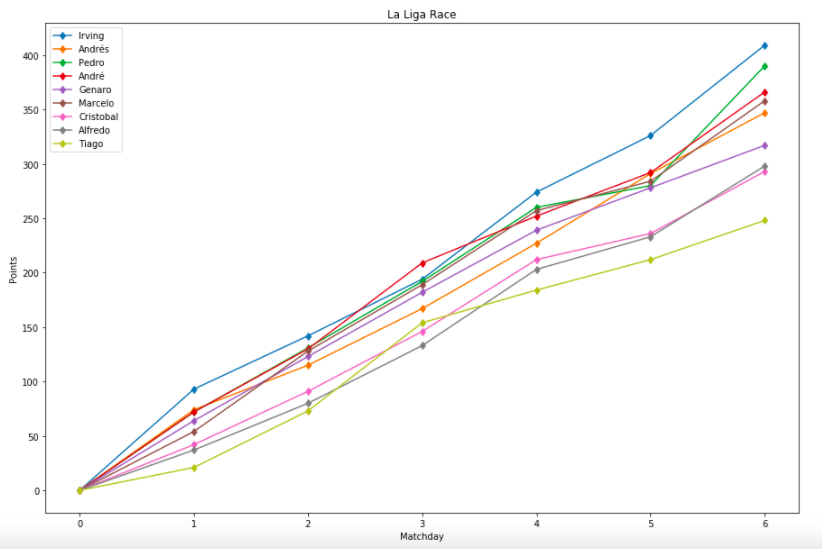 La Liga Race
Irving
Andrés
Pedro
André
Genaro
Marcelo
Cristobal
Alfredo
Tiago
400
350
300
250
200
150
100
50
0
Points
0 1 2 3 4 5 6
Matchday